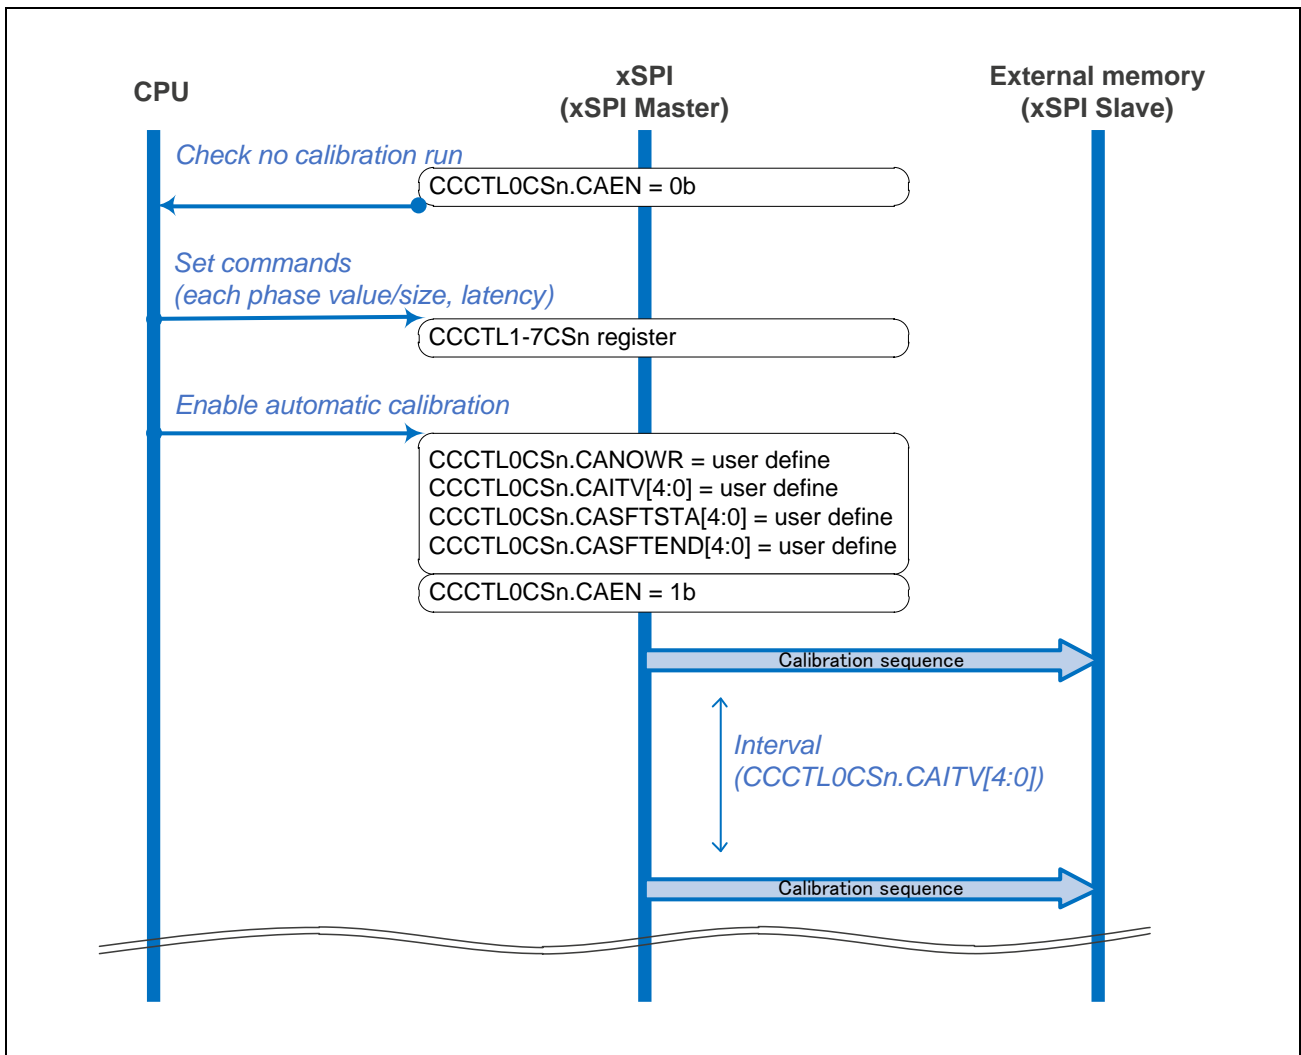 CPU
xSPI
(xSPI Master)
External memory
(xSPI Slave)
Check no calibration run
CCCTL0CSn.CAEN = 0b
Set commands
(each phase value/size, latency)
CCCTL1-7CSn register
Enable automatic calibration
CCCTL0CSn.CANOWR = user define
CCCTL0CSn.CAITV[4:0] = user define
CCCTL0CSn.CASFTSTA[4:0] = user define
CCCTL0CSn.CASFTEND[4:0] = user define
CCCTL0CSn.CAEN = 1b
Calibration sequence
Interval
(CCCTL0CSn.CAITV[4:0])
Calibration sequence